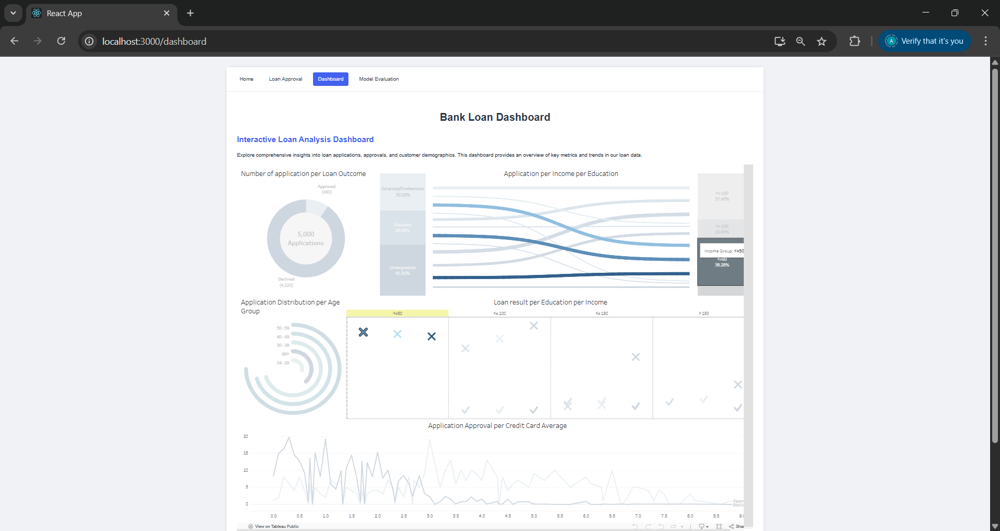 React App
localhost:3000/dashboard
A
Verify that it's you
Home
Loan Approval
Dashboard
Model Evaluation
Bank Loan Dashboard
Interactive Loan Analysis Dashboard
Explore comprehensive insights into loan applications, approvals, and customer demographics. This dashboard provides an overview of key metrics and trends in our loan data.
Number of application per Loan Outcome
Approved
(480)
5,000
Applications
Declined
(4,520)
Application per Income per Education
Advanced/Professional
30.02%
Graduate
28.06%
Undergradute
41.92%
<=100
37.48%
<=150
15.40%
Income Group: <=50
<=50
38.28%
Application Distribution per Age
Group
50-59
40-49
30-39
60+
24-29
Loan result per Education per Income
<=50
<=100
<=150
>150
Application Approval per Credit Card Average
20
15
10
5
0
Appr
Decli
0.0
0.5
1.0
1.5
2.0
2.5
3.0
3.5
4.0
4.5
5.0
5.5
6.0
6.5
7.0
7.5
8.0
8.5
9.
View on Tableau Public
Sha